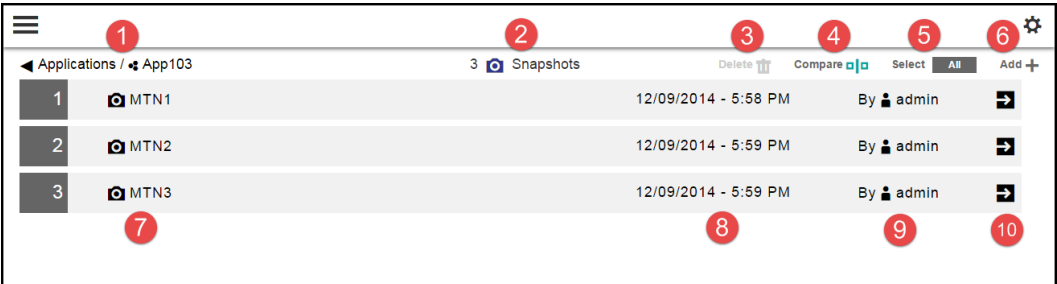 1 2 3 4 5 6
Applications / App103 3 Snapshots Delete Compare Select All Add
1 MTN1 12/09/2014 - 5:58 PM By admin
2 MTN2 12/09/2014 - 5:59 PM By admin
3 MTN3 12/09/2014 - 5:59 PM By admin
7 8 9 10